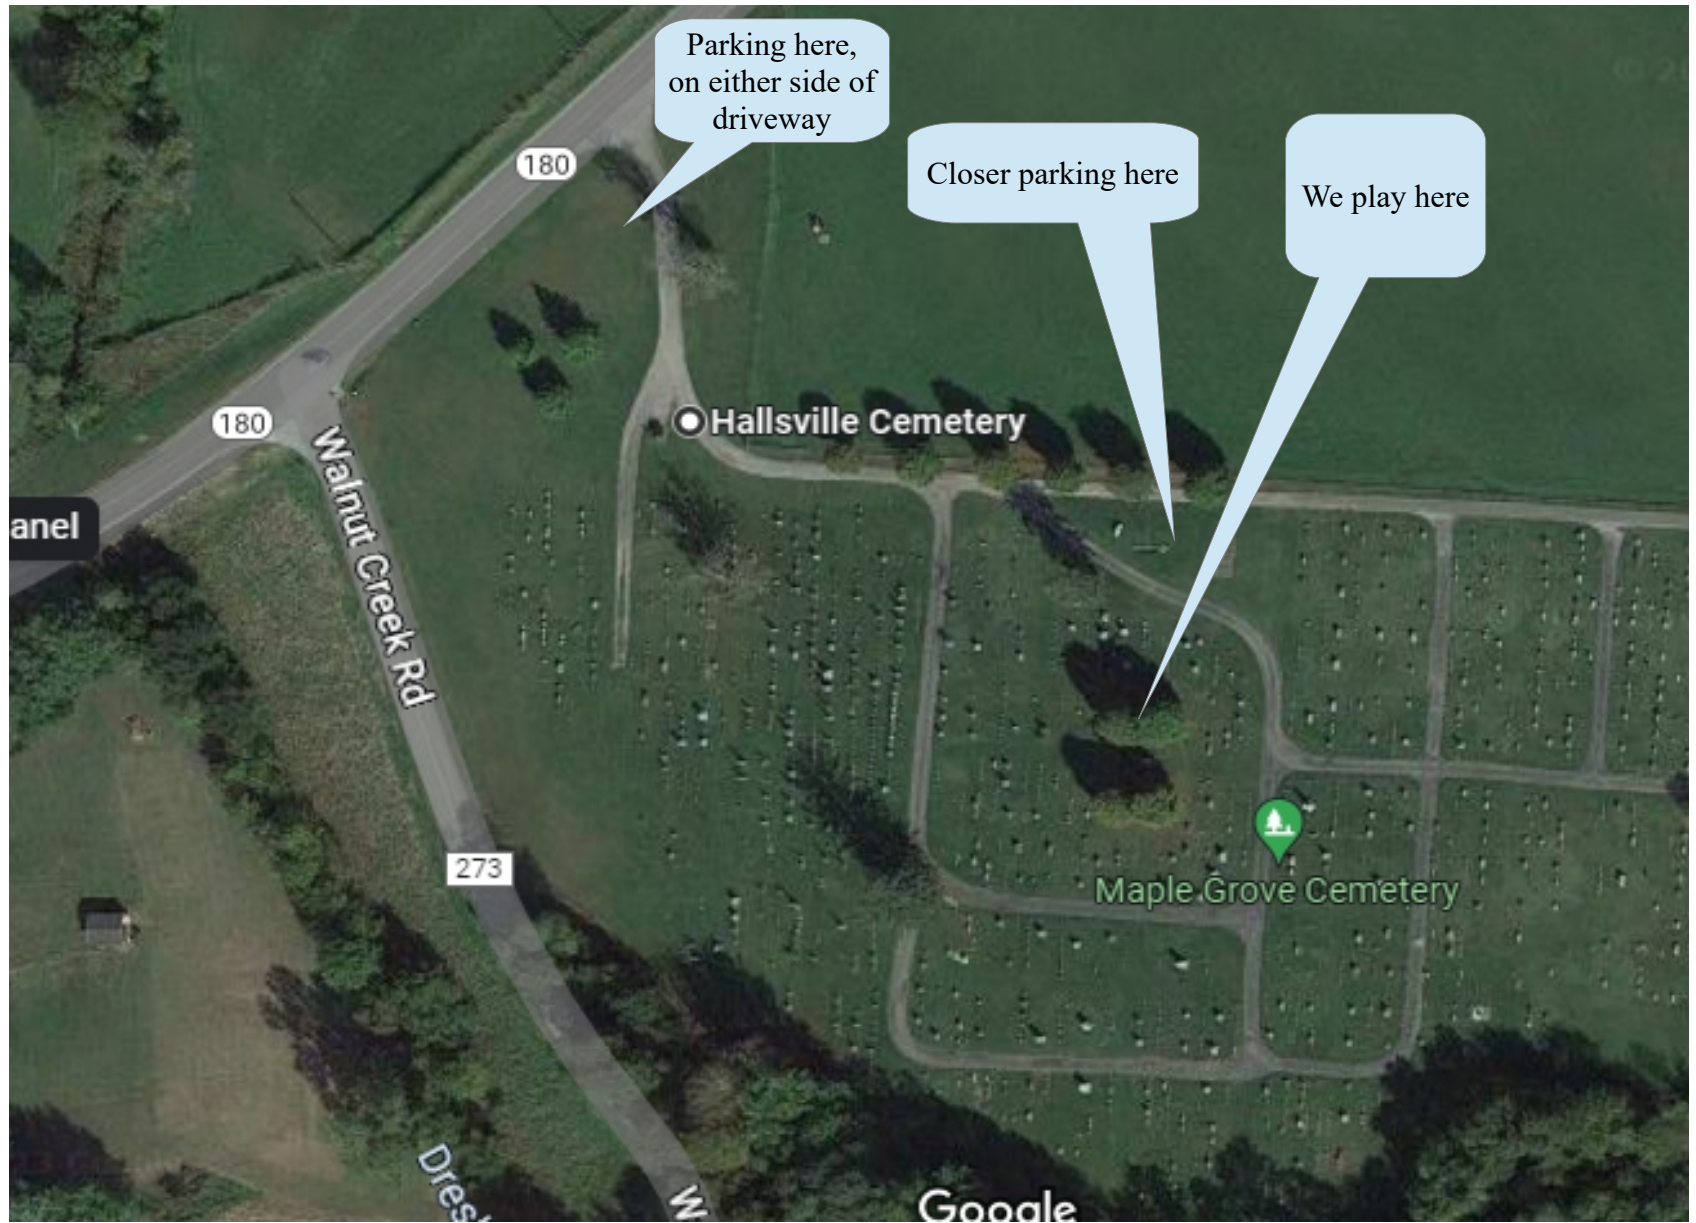 Parking here,
on either side of
driveway
180
Closer parking here
We play here
180
Hallsville Cemetery
Walnut Creek Rd
anel
273
Maple Grove Cemetery
Google